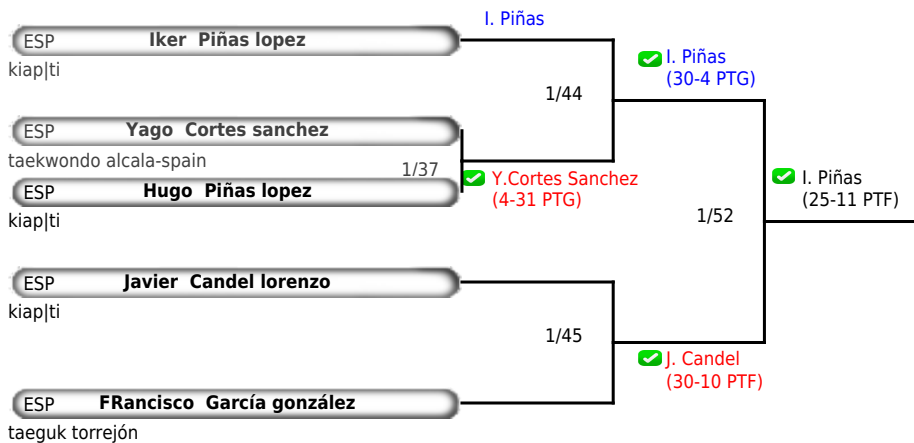 I. Piñas
ESP Iker Piñas lopez
kiap|ti
I. Piñas
(30-4 PTG)
1/44
ESP Yago Cortes sanchez
taekwondo alcala-spain
1/37
Y.Cortes Sanchez
(4-31 PTG)
ESP Hugo Piñas lopez
kiap|ti
I. Piñas
(25-11 PTF)
1/52
ESP Javier Candel lorenzo
kiap|ti
1/45
J. Candel
(30-10 PTF)
ESP FRancisco García gonzález
taeguk torrejón